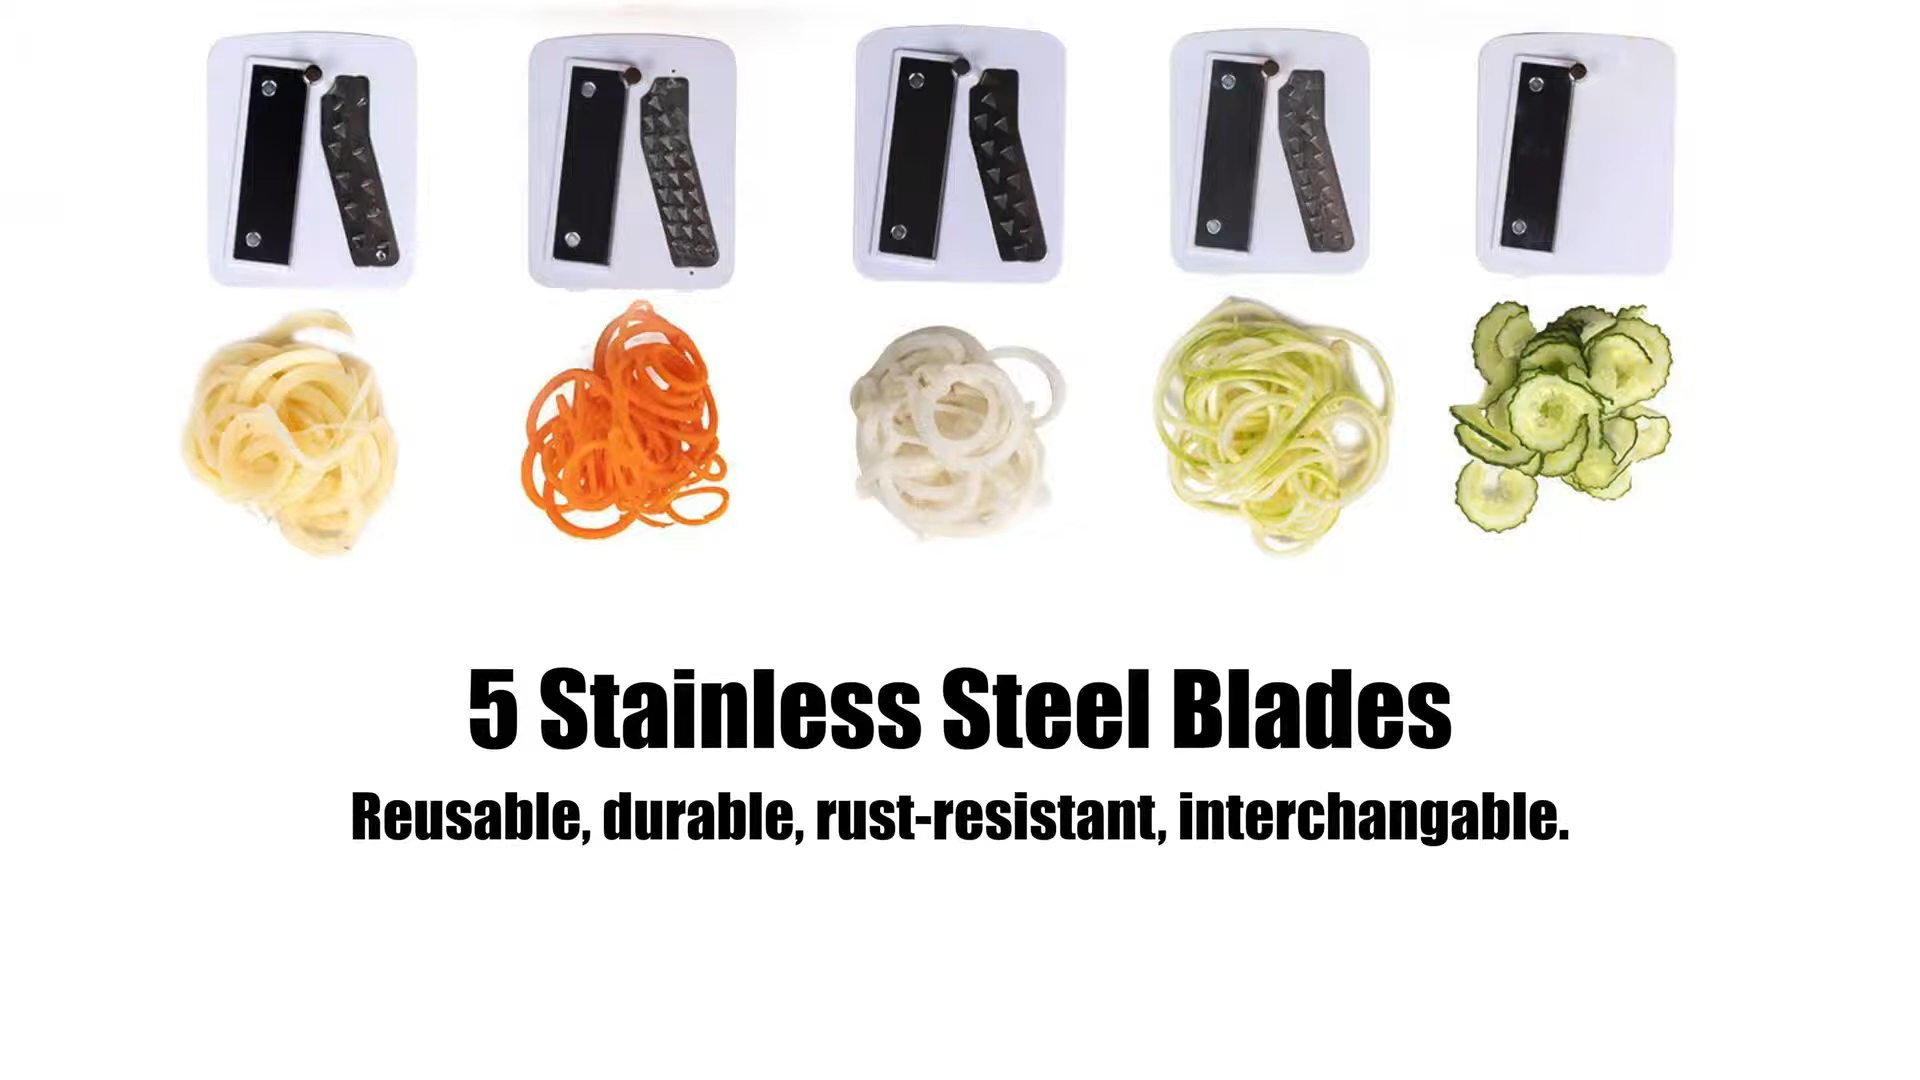 5 Stainless Steel Blades
Reusable, durable, rust-resistant, interchangable.